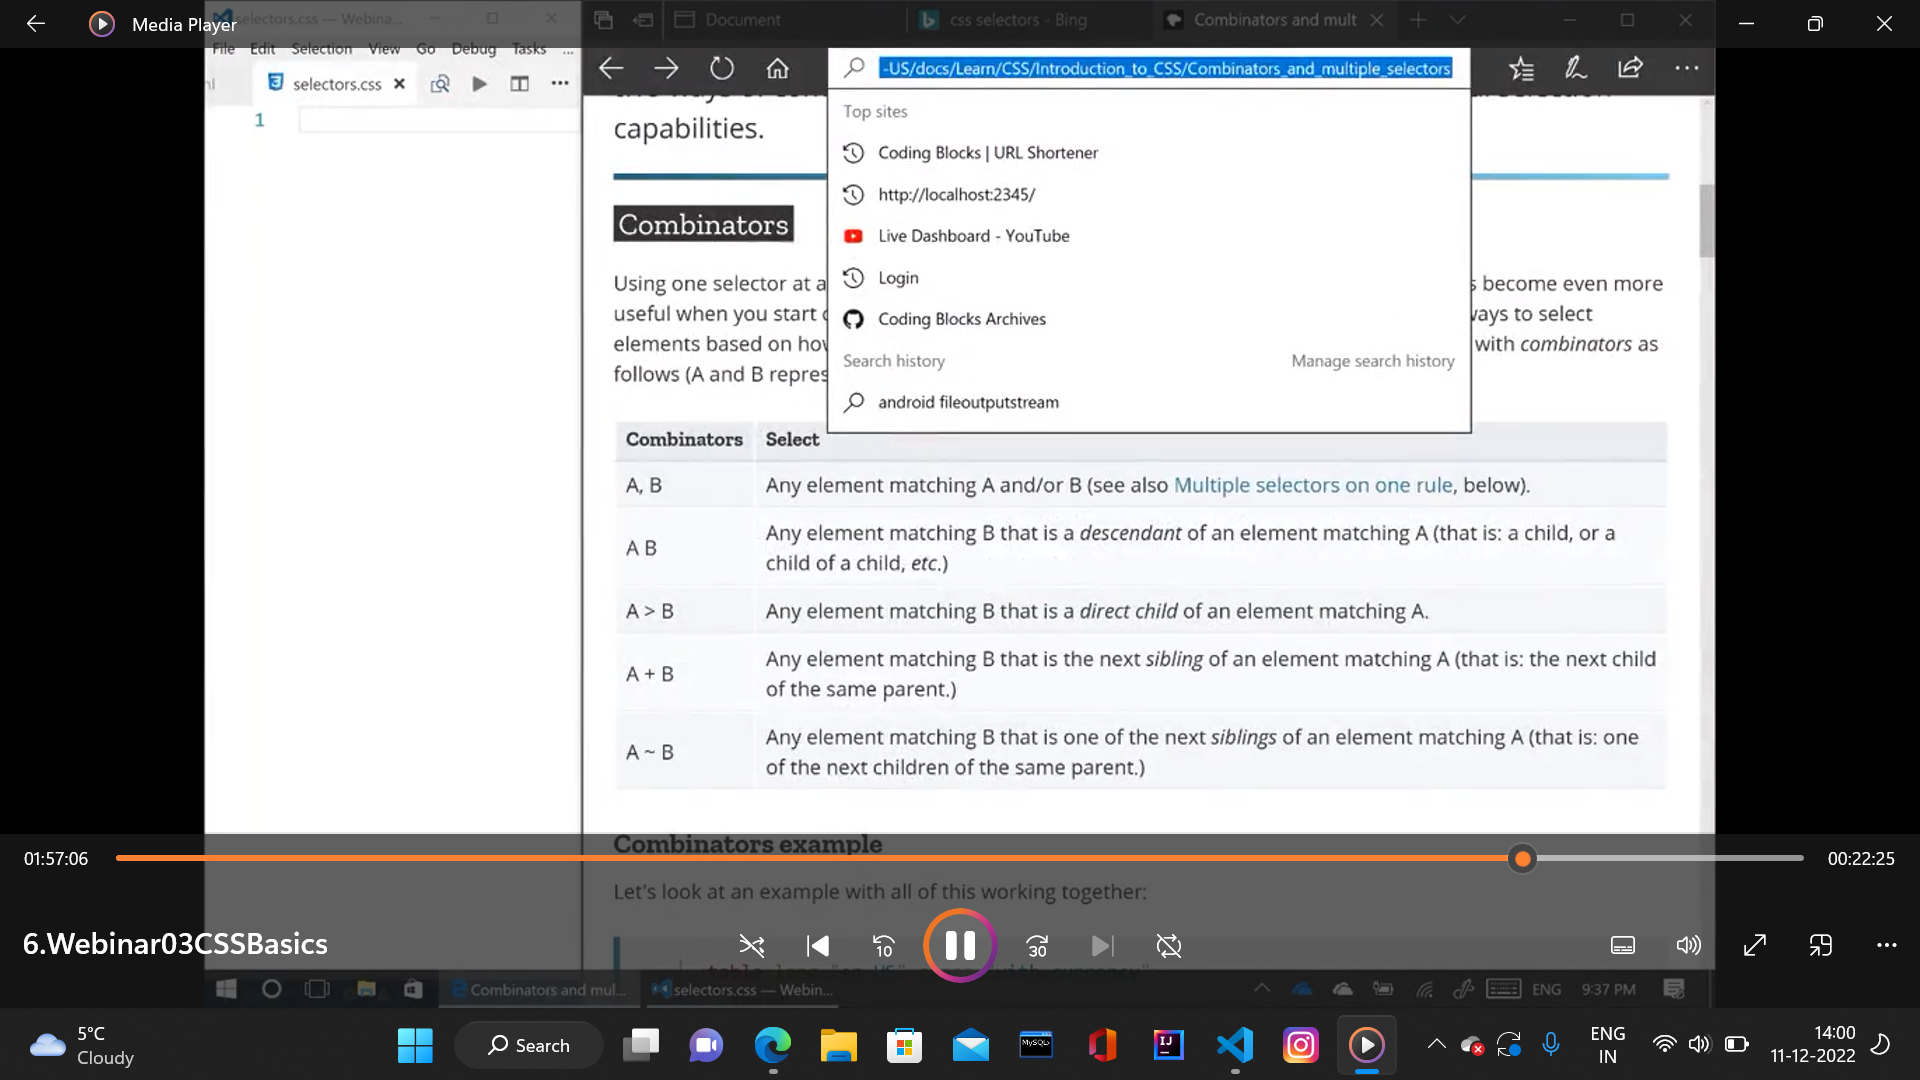 Media Player
selectors.css — Webina...
File Edit Selection View Go Debug Tasks ...
selectors.css
1
Document
css selectors - Bing
Combinators and mult
-US/docs/Learn/CSS/Introduction_to_CSS/Combinators_and_multiple_selectors
Top sites
Coding Blocks | URL Shortener
http://localhost:2345/
Live Dashboard - YouTube
Login
Coding Blocks Archives
Search history
Manage search history
android fileoutputstream
capabilities.
Combinators
Using one selector at a
s become even more
useful when you start
ways to select
elements based on how
with combinators as
follows (A and B repres
Combinators Select
A, B Any element matching A and/or B (see also Multiple selectors on one rule, below).
A B Any element matching B that is a descendant of an element matching A (that is: a child, or a
child of a child, etc.)
A > B Any element matching B that is a direct child of an element matching A.
A + B Any element matching B that is the next sibling of an element matching A (that is: the next child
of the same parent.)
A ~ B Any element matching B that is one of the next siblings of an element matching A (that is: one
of the next children of the same parent.)
Combinators example
01:57:06
00:22:25
Let's look at an example with all of this working together:
6.Webinar03CSSBasics
10
30
Combinators and mul...
selectors.css — Webin...
ENG
9:37 PM
5°C
Cloudy
Search
MySQL
IJ
ENG
IN
14:00
11-12-2022